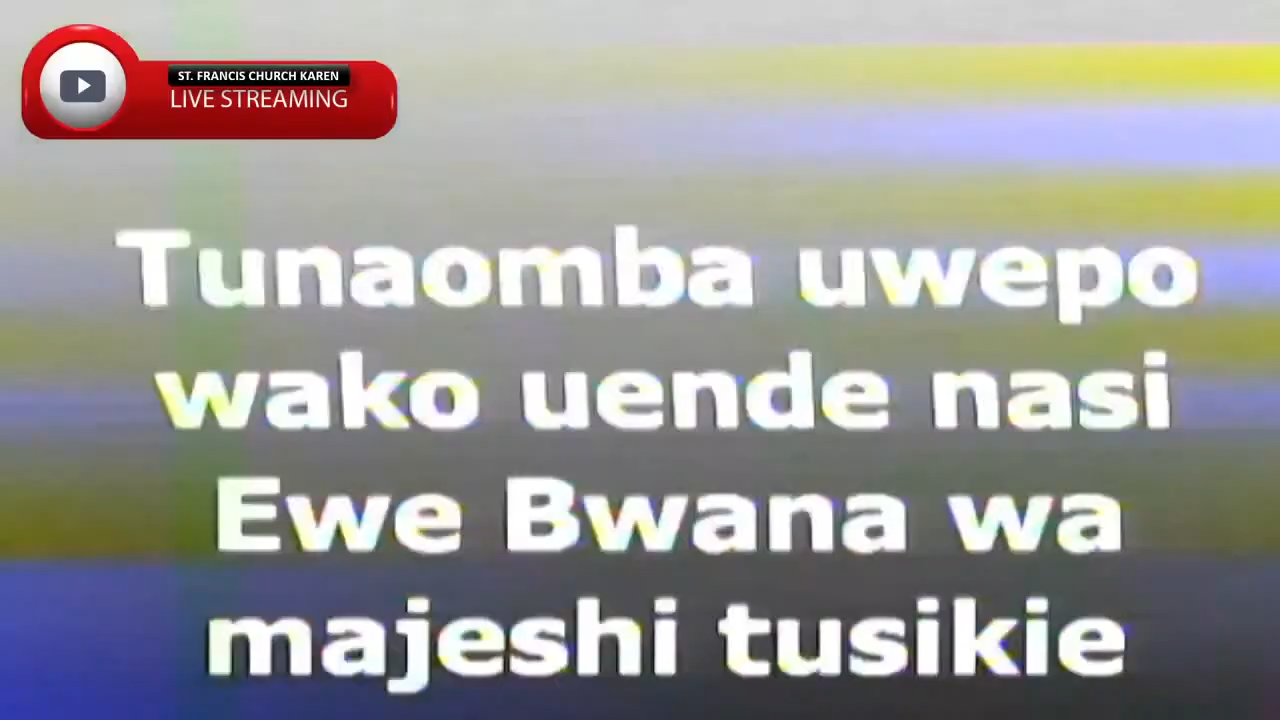 ST. FRANCIS CHURCH KAREN
LIVE STREAMING
Tunaomba uwepo
wako uende nasi
Ewe Bwana wa
majeshi tusikie